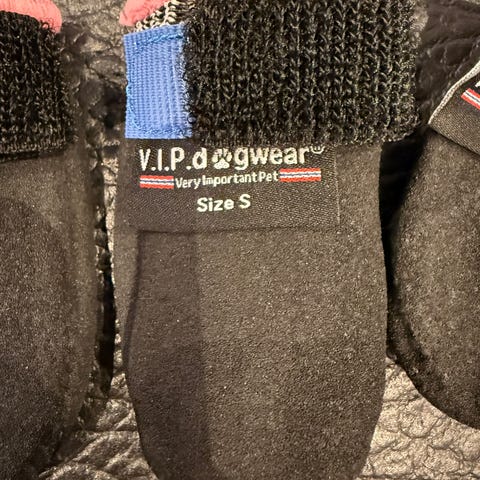 V.I.P.dogwear®
Very Important Pet
Size S